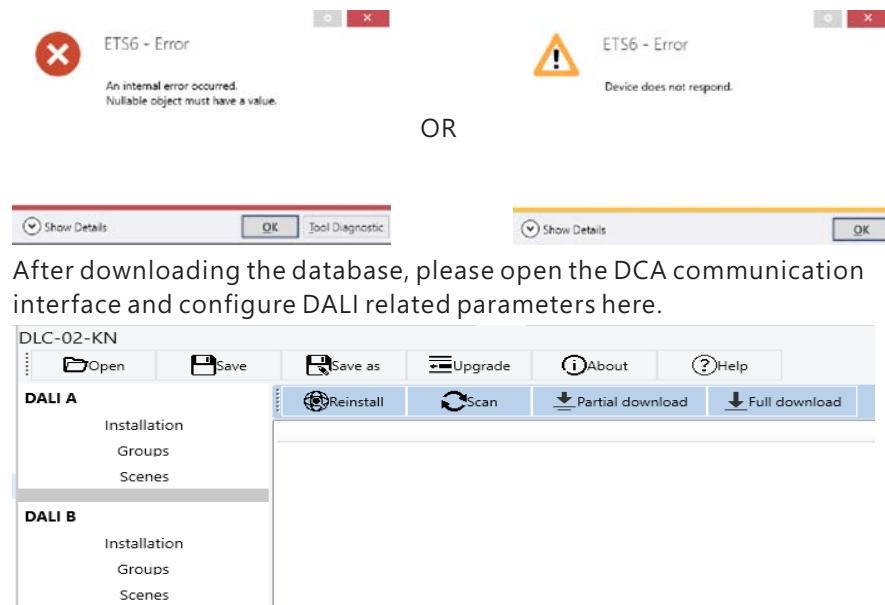 ETS6 - Error
An internal error occurred.
Nullable object must have a value.
Show Details
OK
Tool Diagnostic
OR
ETS6 - Error
Device does not respond.
Show Details
OK
After downloading the database, please open the DCA communication
interface and configure DALI related parameters here.
DLC-02-KN
Open Save Save as Upgrade About Help
DALI A
Reinstall Scan Partial download Full download
Installation
Groups
Scenes
DALI B
Installation
Groups
Scenes